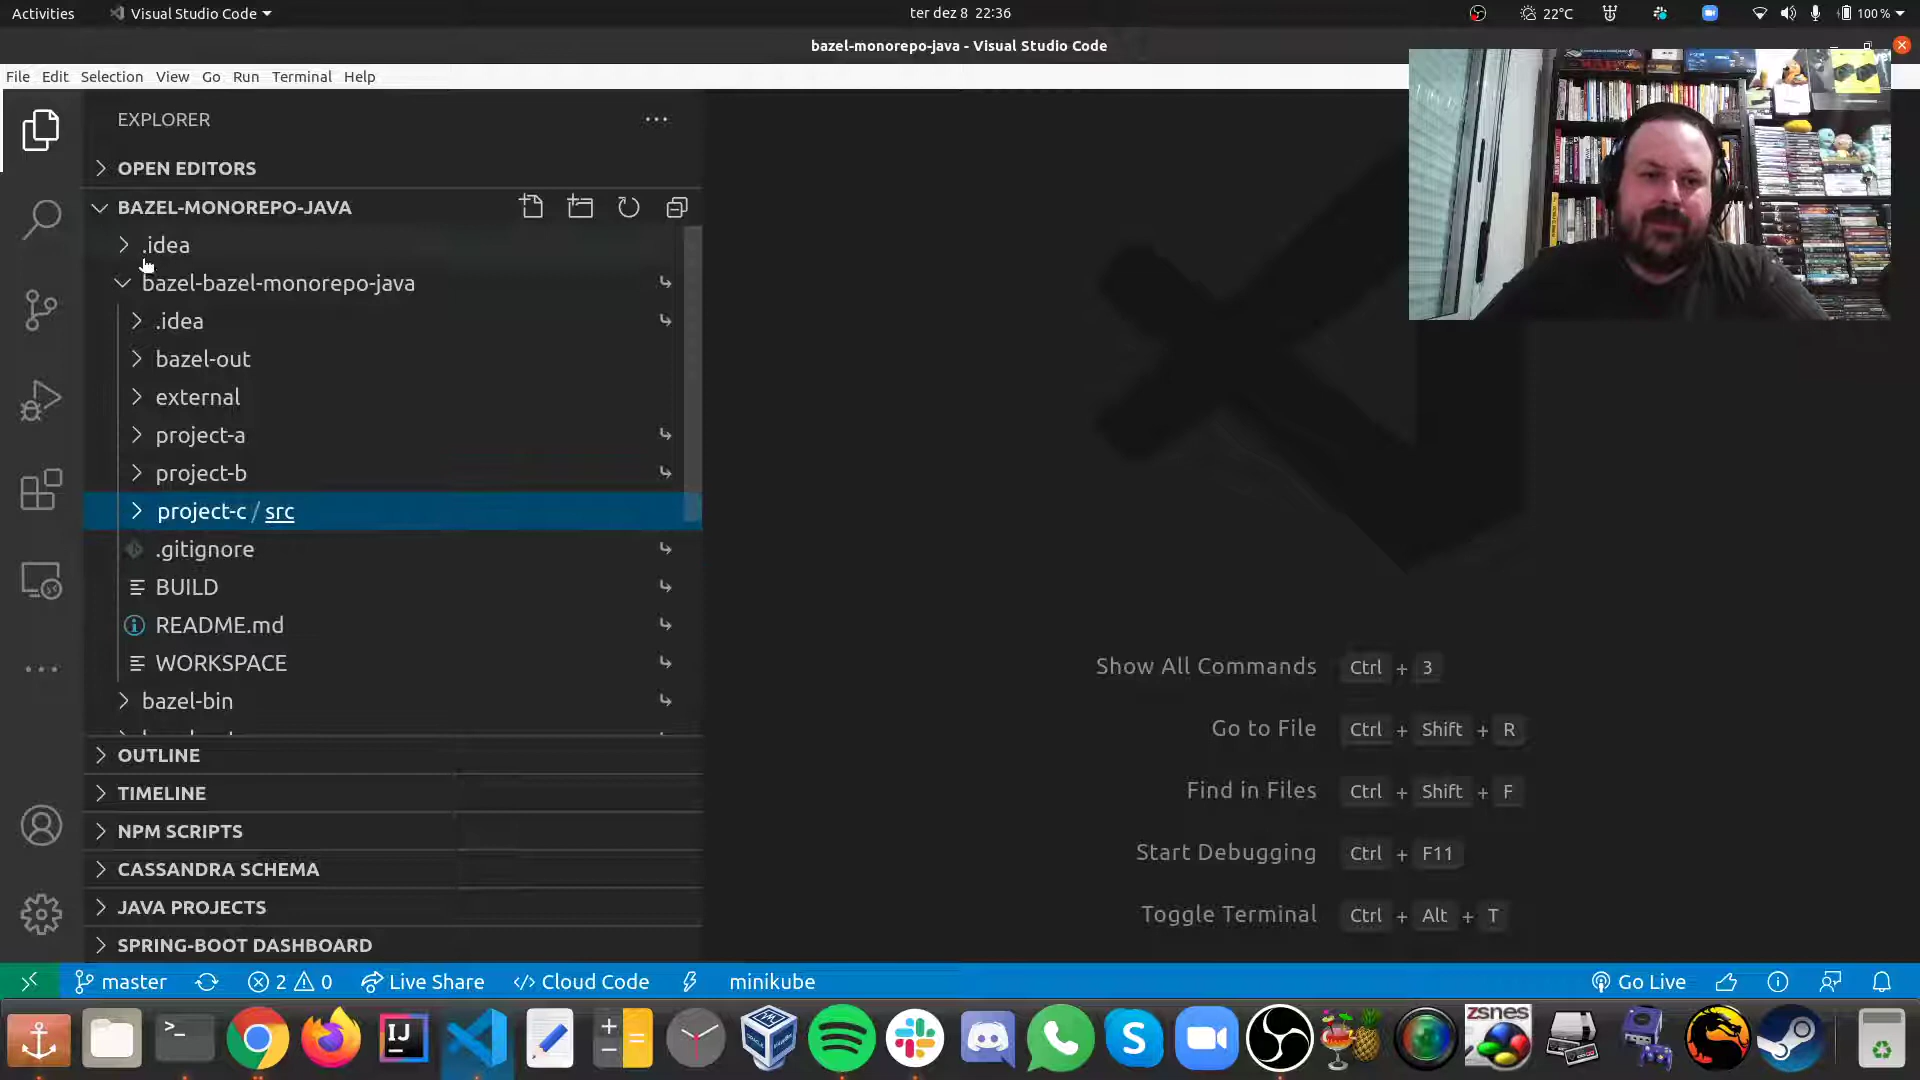 Activities
Visual Studio Code
ter dez 8 22:36
22°C
100 %
bazel-monorepo-java - Visual Studio Code
File Edit Selection View Go Run Terminal Help
EXPLORER
OPEN EDITORS
BAZEL-MONOREPO-JAVA
.idea
bazel-bazel-monorepo-java
.idea
bazel-out
external
project-a
project-b
project-c / src
.gitignore
BUILD
README.md
WORKSPACE
bazel-bin
OUTLINE
TIMELINE
NPM SCRIPTS
CASSANDRA SCHEMA
JAVA PROJECTS
SPRING-BOOT DASHBOARD
Show All Commands Ctrl + 3
Go to File Ctrl + Shift + R
Find in Files Ctrl + Shift + F
Start Debugging Ctrl + F11
Toggle Terminal Ctrl + Alt + T
master 2 0 Live Share Cloud Code minikube Go Live
IJ
zsnes